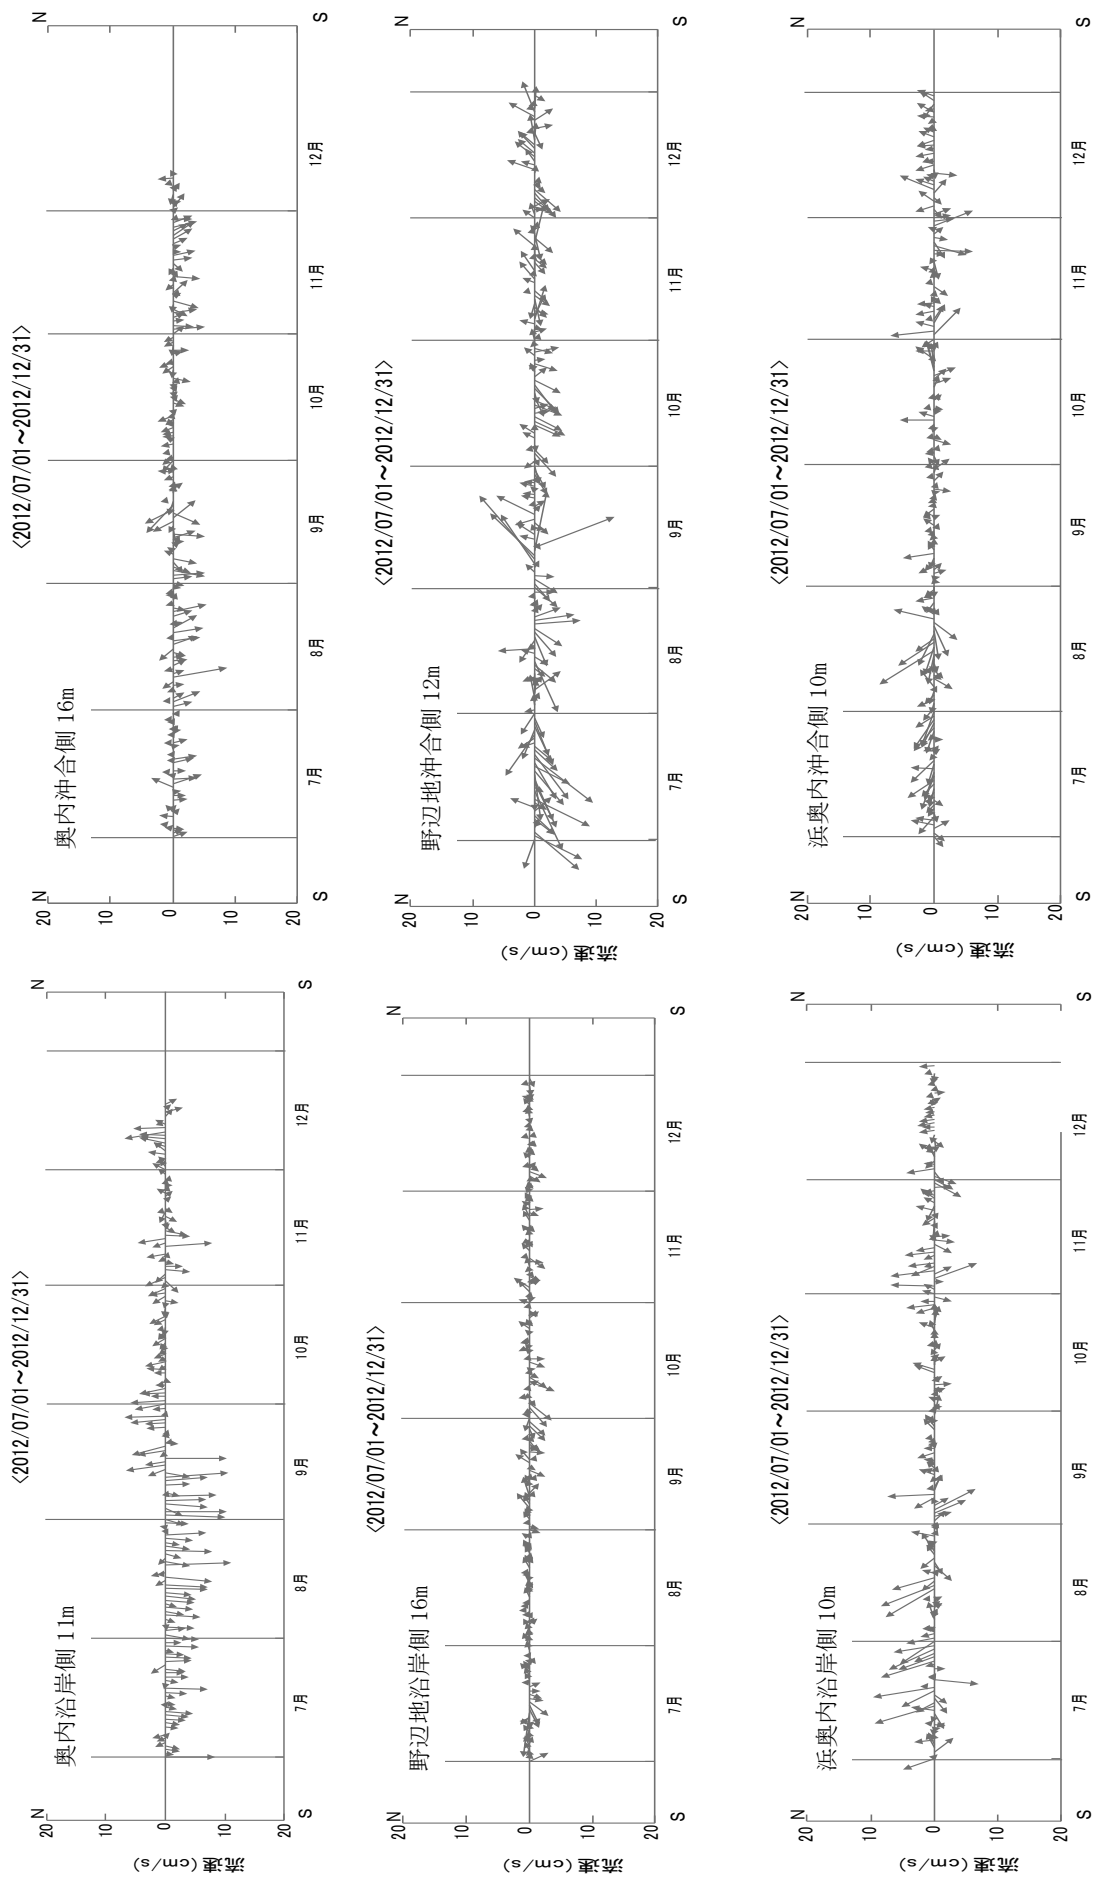 <2012/07/01~2012/12/31>
奥内沿岸側 11m
N
20
10
0
10
20
S
流速(cm/s)
7月
8月
9月
10月
11月
12月
N
S
<2012/07/01~2012/12/31>
奥内沖合側 16m
N
20
10
0
10
20
S
7月
8月
9月
10月
11月
12月
N
S
<2012/07/01~2012/12/31>
野辺地沿岸側 16m
N
20
10
0
10
20
S
流速(cm/s)
7月
8月
9月
10月
11月
12月
N
S
<2012/07/01~2012/12/31>
野辺地沖合側 12m
N
20
10
0
10
20
S
流速(cm/s)
7月
8月
9月
10月
11月
12月
N
S
<2012/07/01~2012/12/31>
浜奥内沿岸側 10m
N
20
10
0
10
20
S
流速(cm/s)
7月
8月
9月
10月
11月
12月
N
S
<2012/07/01~2012/12/31>
浜奥内沖合側 10m
N
20
10
0
10
20
S
流速(cm/s)
7月
8月
9月
10月
11月
12月
N
S